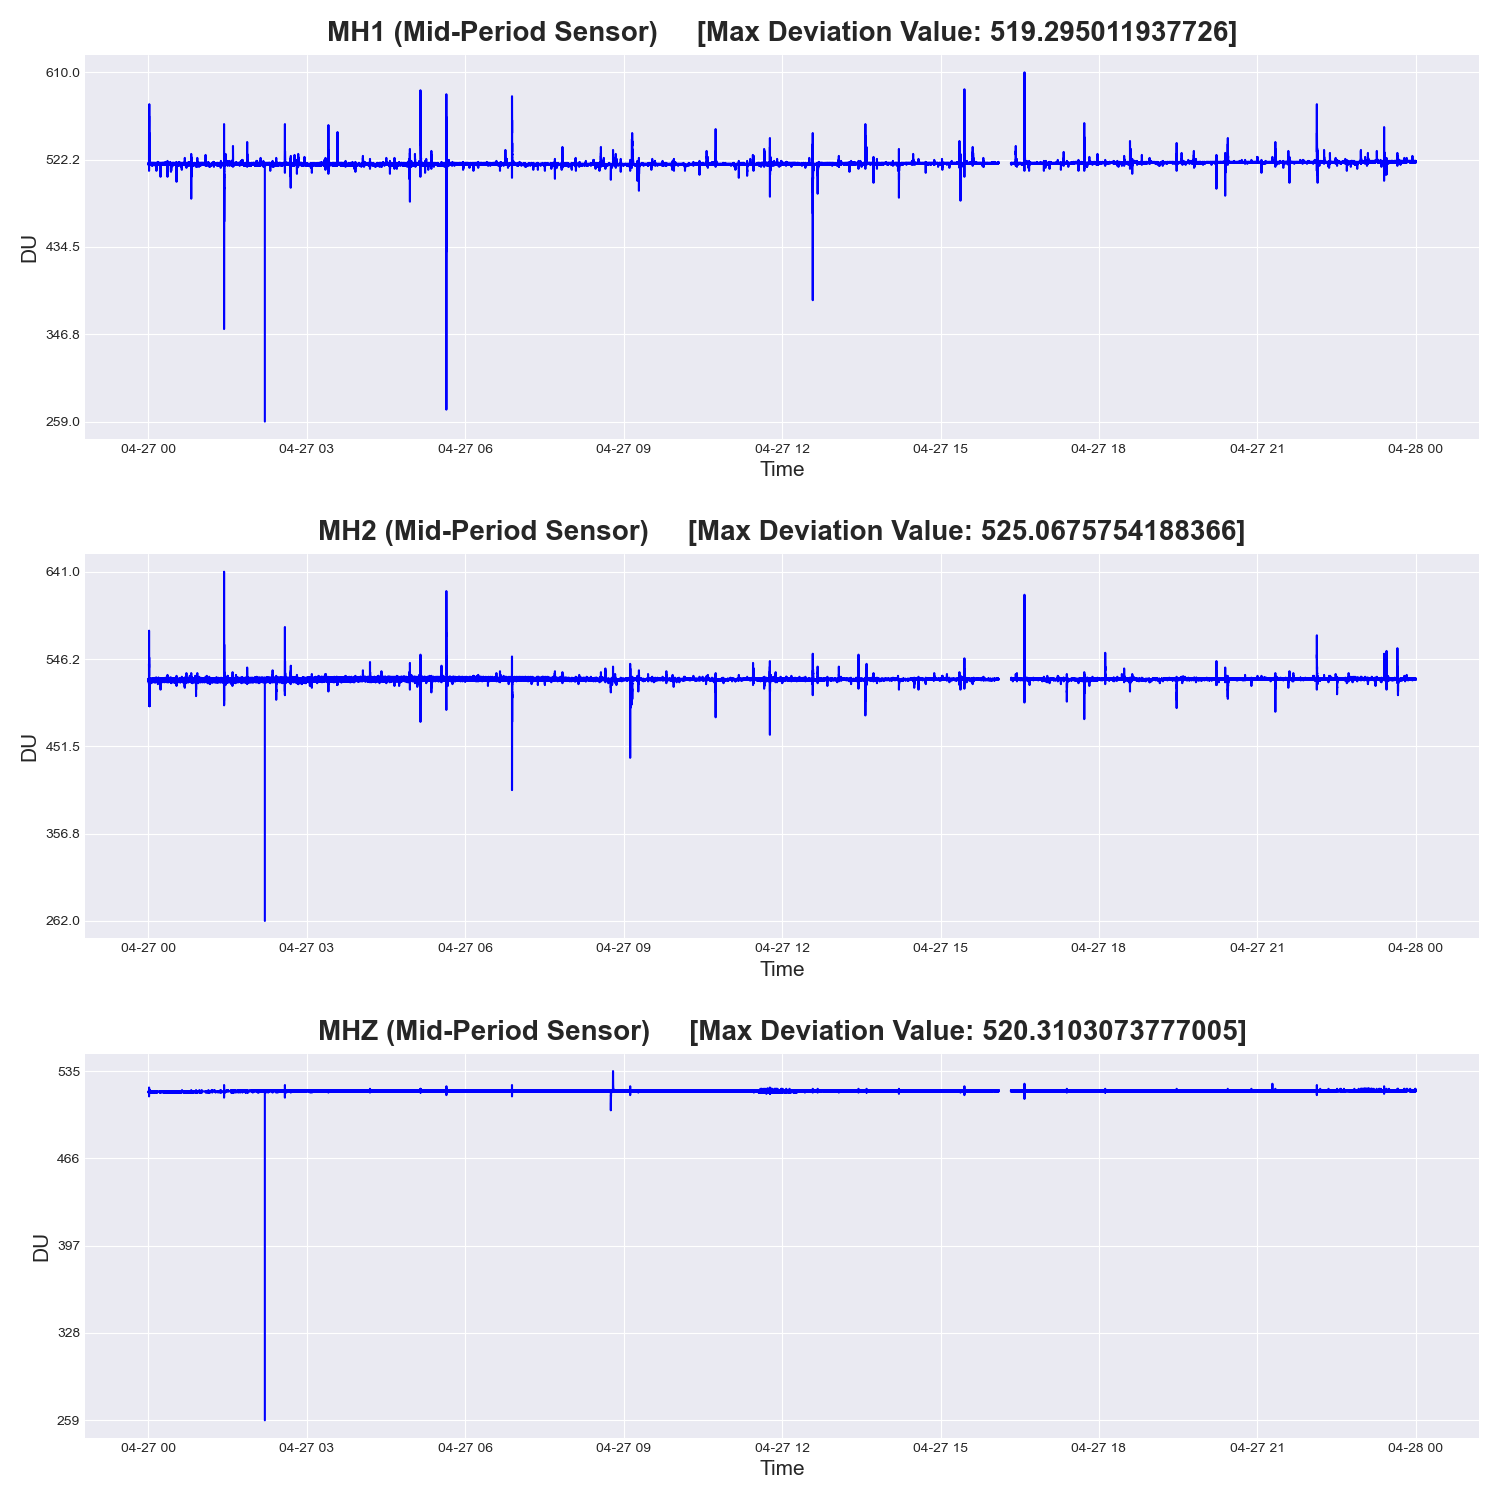 MH1 (Mid-Period Sensor) [Max Deviation Value: 519.295011937726]
610.0
522.2
434.5
346.8
259.0
DU
04-27 00 04-27 03 04-27 06 04-27 09 04-27 12 04-27 15 04-27 18 04-27 21 04-28 00
Time
MH2 (Mid-Period Sensor) [Max Deviation Value: 525.0675754188366]
641.0
546.2
451.5
356.8
262.0
DU
04-27 00 04-27 03 04-27 06 04-27 09 04-27 12 04-27 15 04-27 18 04-27 21 04-28 00
Time
MHZ (Mid-Period Sensor) [Max Deviation Value: 520.3103073777005]
535
466
397
328
259
DU
04-27 00 04-27 03 04-27 06 04-27 09 04-27 12 04-27 15 04-27 18 04-27 21 04-28 00
Time